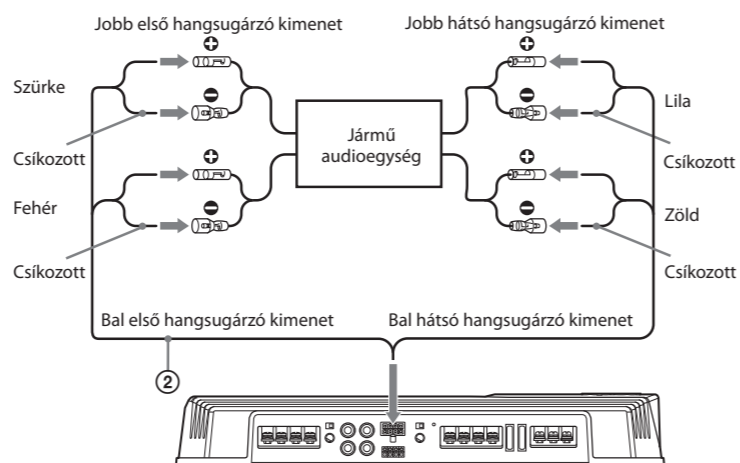 Jobb első hangsugárzó kimenet
Jobb hátsó hangsugárzó kimenet
Szürke
Lila
Jármű
audioegység
Csíkozott
Csíkozott
Fehér
Zöld
Csíkozott
Csíkozott
Bal első hangsugárzó kimenet
Bal hátsó hangsugárzó kimenet
2